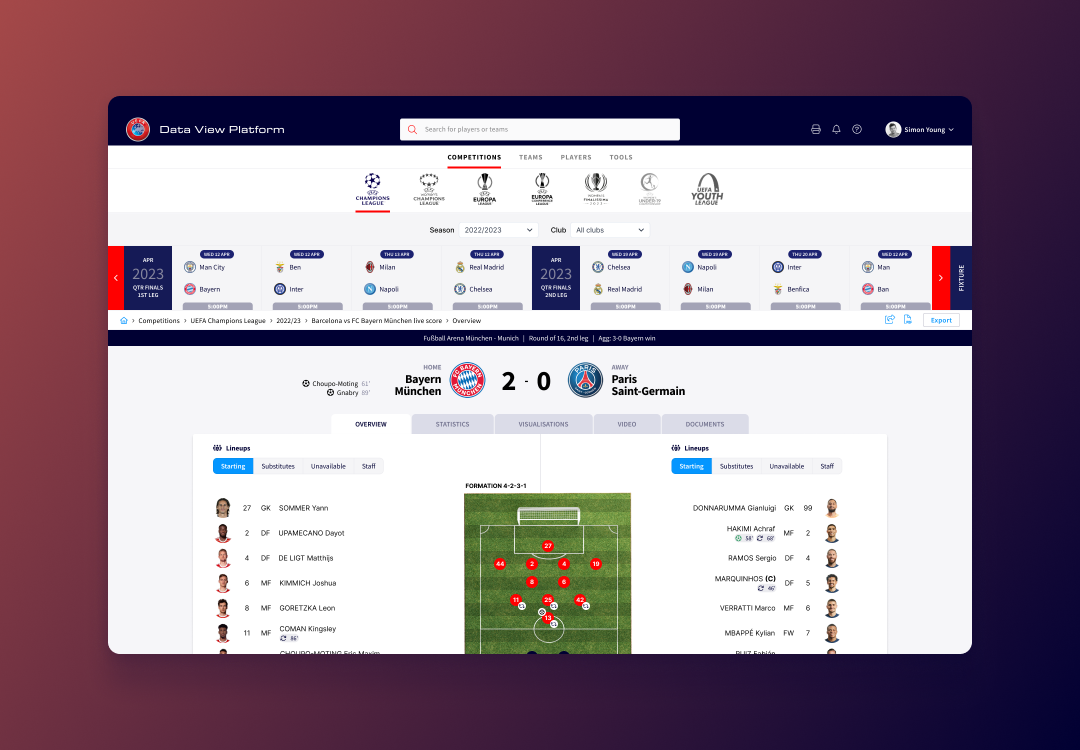 Data View Platform
Search for players or teams
Simon Young
COMPETITIONS TEAMS PLAYERS TOOLS
CHAMPIONS LEAGUE
WOMEN'S CHAMPIONS LEAGUE
EUROPA LEAGUE
EUROPA CONFERENCE LEAGUE
WOMEN'S FINALISSIMA 2023
UNDER-19
UEFA YOUTH LEAGUE
Season 2022/2023 Club All clubs
APR
2023
QTR FINALS
1ST LEG
WED 12 APR
Man City
Bayern
5:00PM
WED 12 APR
Ben
Inter
5:00PM
THU 13 APR
Milan
Napoli
5:00PM
THU 13 APR
Real Madrid
Chelsea
5:00PM
APR
2023
QTR FINALS
2ND LEG
WED 19 APR
Chelsea
Real Madrid
5:00PM
WED 19 APR
Napoli
Milan
5:00PM
THU 20 APR
Inter
Benfica
5:00PM
WED 12 APR
Man
Ban
5:00PM
FIXTURE
Competitions > UEFA Champions League > 2022/23 > Barcelona vs FC Bayern München live score > Overview
Export
Fußball Arena München - Munich | Round of 16, 2nd leg | Agg: 3-0 Bayern win
Choupo-Moting 61'
Gnabry 89'
HOME
Bayern
München
2 - 0
AWAY
Paris
Saint-Germain
OVERVIEW STATISTICS VISUALISATIONS VIDEO DOCUMENTS
Lineups
Starting Substitutes Unavailable Staff
27 GK SOMMER Yann
2 DF UPAMECANO Dayot
4 DF DE LIGT Matthijs
6 MF KIMMICH Joshua
8 MF GORETZKA Leon
11 MF COMAN Kingsley
86'
CHOUPO-MOTING Eric Maxim
FORMATION 4-2-3-1
27
44 2 4 19
8 6
11 25 42
13
Lineups
Starting Substitutes Unavailable Staff
DONNARUMMA Gianluigi GK 99
HAKIMI Achraf MF 2
58' 68'
RAMOS Sergio DF 4
MARQUINHOS (C) DF 5
46'
VERRATTI Marco MF 6
MBAPPÉ Kylian FW 7
RUIZ Fabián